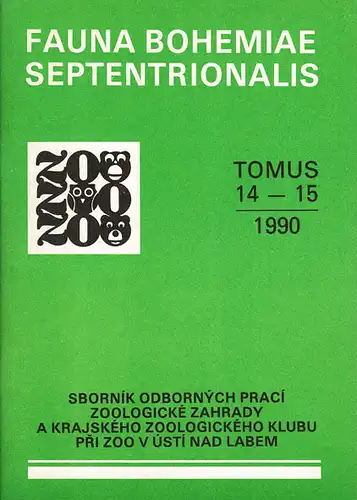 FAUNA BOHEMIAE
SEPTENTRIONALIS
ZOO
TOMUS
14 — 15
1990
SBORNÍK ODBORNÝCH PRACÍ
ZOOLOGICKÉ ZAHRADY
A KRAJSKÉHO ZOOLOGICKÉHO KLUBU
PŘI ZOO V ÚSTÍ NAD LABEM